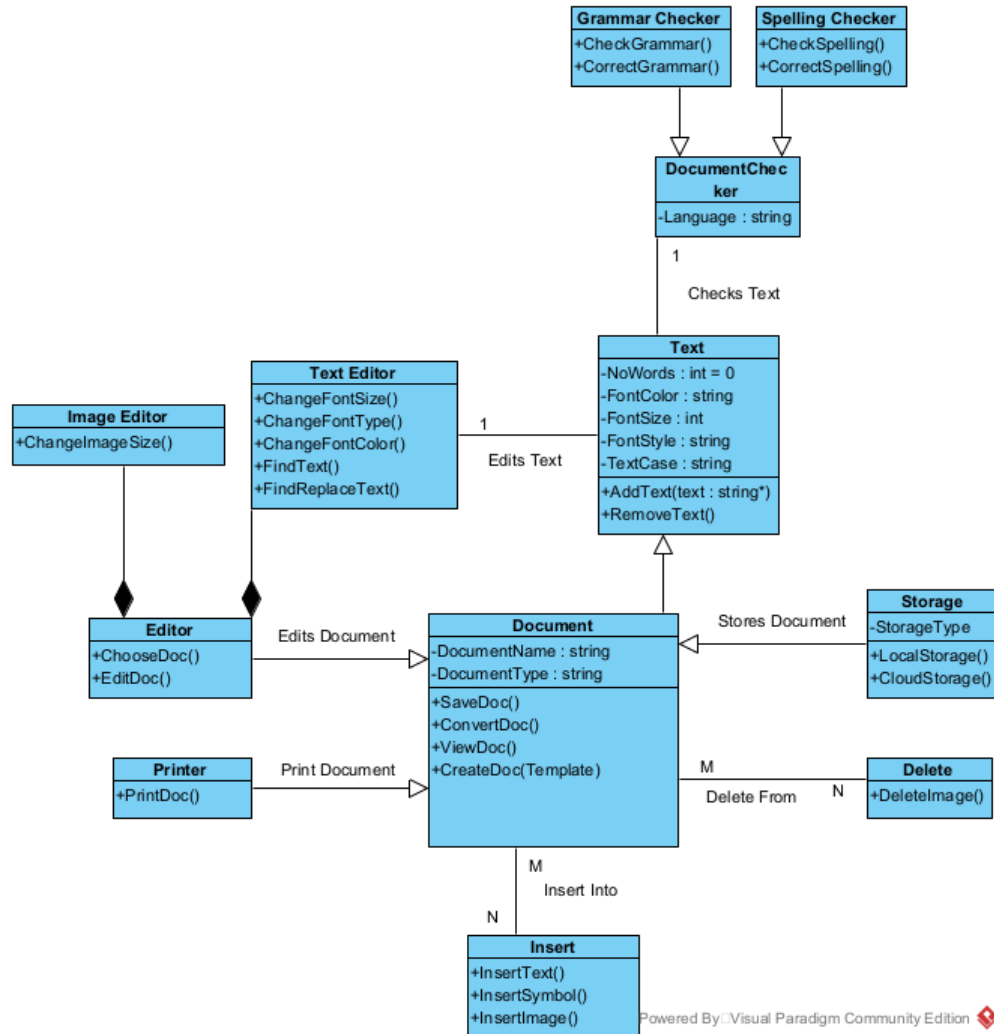 Grammar Checker
+CheckGrammar()
+CorrectGrammar()
Spelling Checker
+CheckSpelling()
+CorrectSpelling()
DocumentChec
ker
-Language : string
1
Checks Text
Text
-NoWords : int = 0
-FontColor : string
-FontSize : int
-FontStyle : string
-TextCase : string
+AddText(text : string*)
+RemoveText()
Text Editor
+ChangeFontSize()
+ChangeFontType()
+ChangeFontColor()
+FindText()
+FindReplaceText()
1
Edits Text
Image Editor
+ChangeImageSize()
Editor
+ChooseDoc()
+EditDoc()
Edits Document
Document
-DocumentName : string
-DocumentType : string
+SaveDoc()
+ConvertDoc()
+ViewDoc()
+CreateDoc(Template)
Stores Document
Storage
-StorageType
+LocalStorage()
+CloudStorage()
Printer
+PrintDoc()
Print Document
M
Delete From
N
Delete
+DeleteImage()
M
Insert Into
N
Insert
+InsertText()
+InsertSymbol()
+InsertImage()
Powered By Visual Paradigm Community Edition